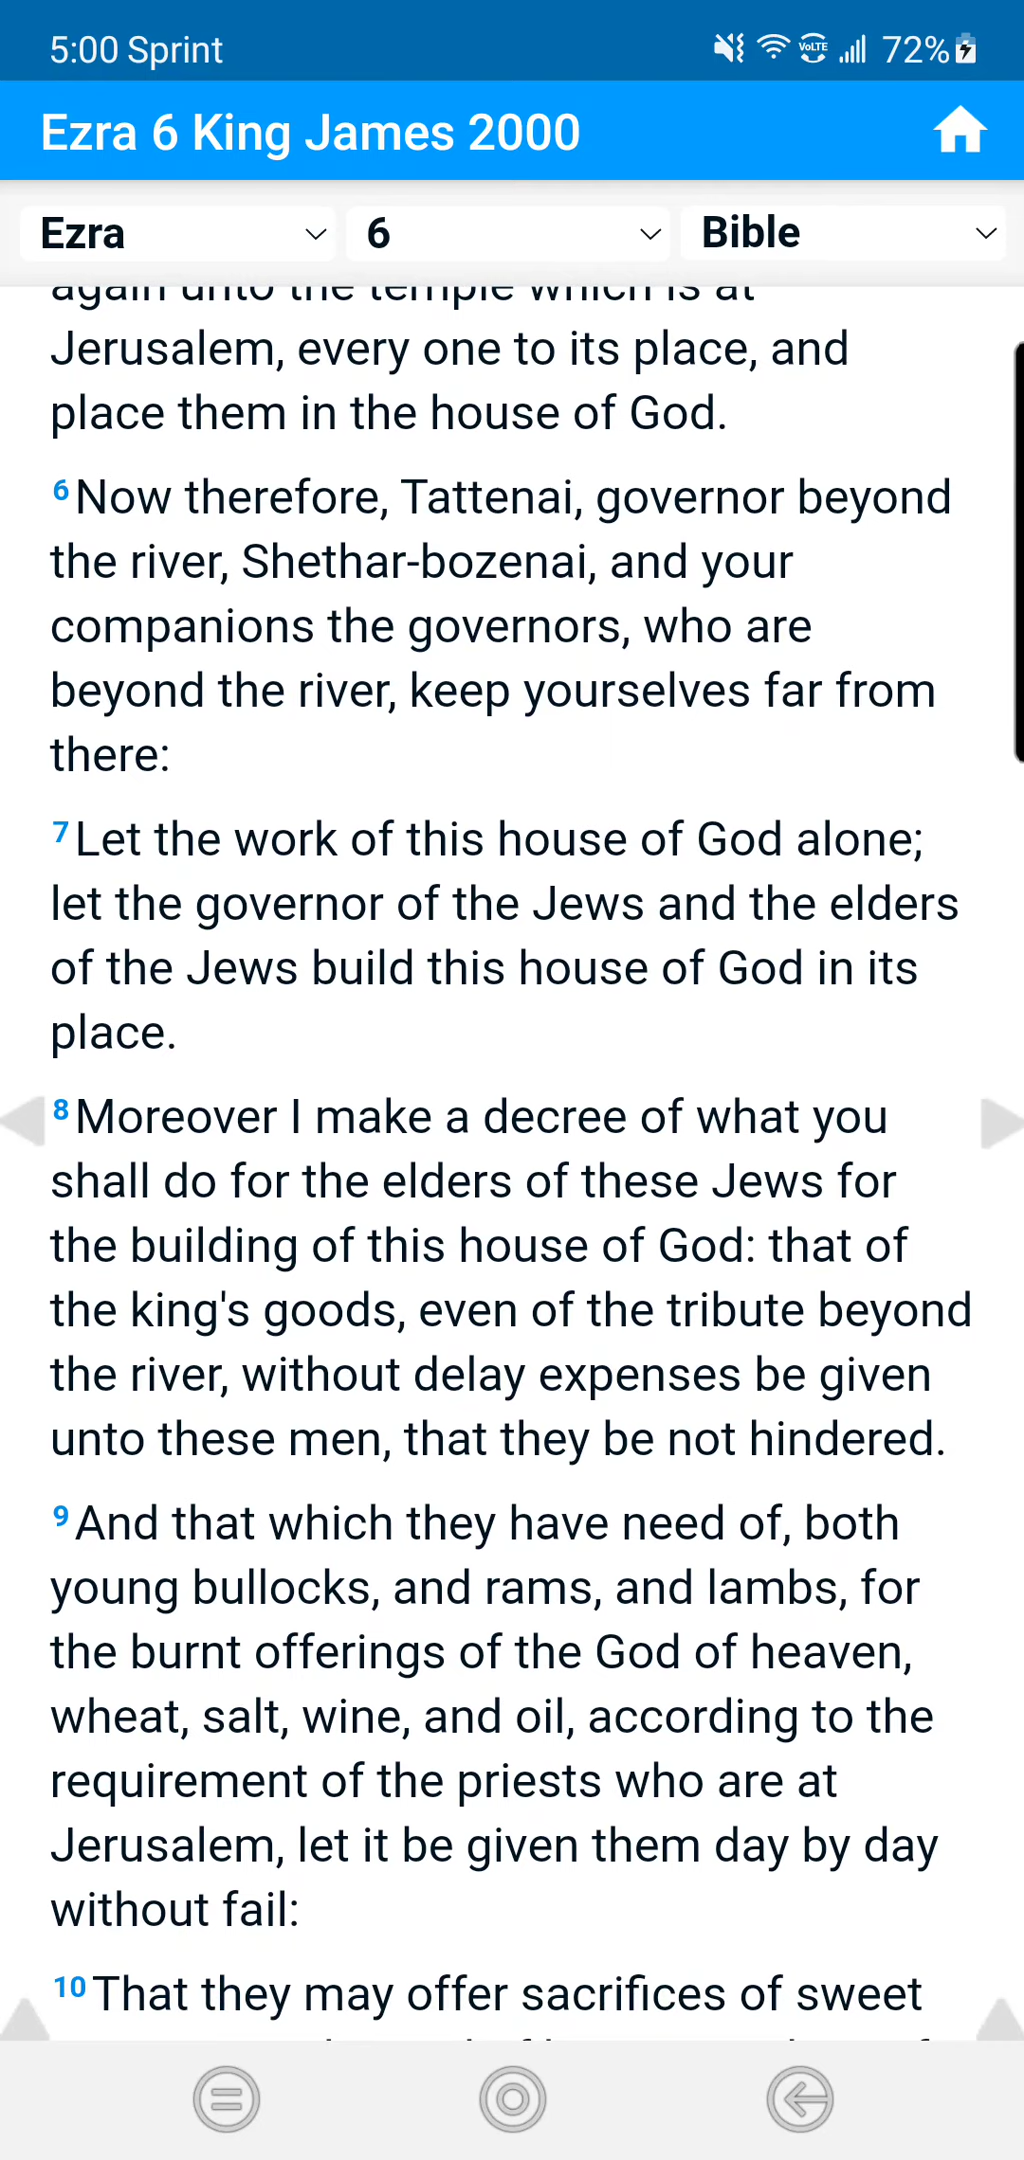 5:00 Sprint
VoLTE
72%
Ezra 6 King James 2000
Ezra
6
Bible
again unto the temple which is at
Jerusalem, every one to its place, and
place them in the house of God.
6 Now therefore, Tattenai, governor beyond
the river, Shethar-bozenai, and your
companions the governors, who are
beyond the river, keep yourselves far from
there:
7 Let the work of this house of God alone;
let the governor of the Jews and the elders
of the Jews build this house of God in its
place.
8 Moreover I make a decree of what you
shall do for the elders of these Jews for
the building of this house of God: that of
the king's goods, even of the tribute beyond
the river, without delay expenses be given
unto these men, that they be not hindered.
9 And that which they have need of, both
young bullocks, and rams, and lambs, for
the burnt offerings of the God of heaven,
wheat, salt, wine, and oil, according to the
requirement of the priests who are at
Jerusalem, let it be given them day by day
without fail:
10 That they may offer sacrifices of sweet